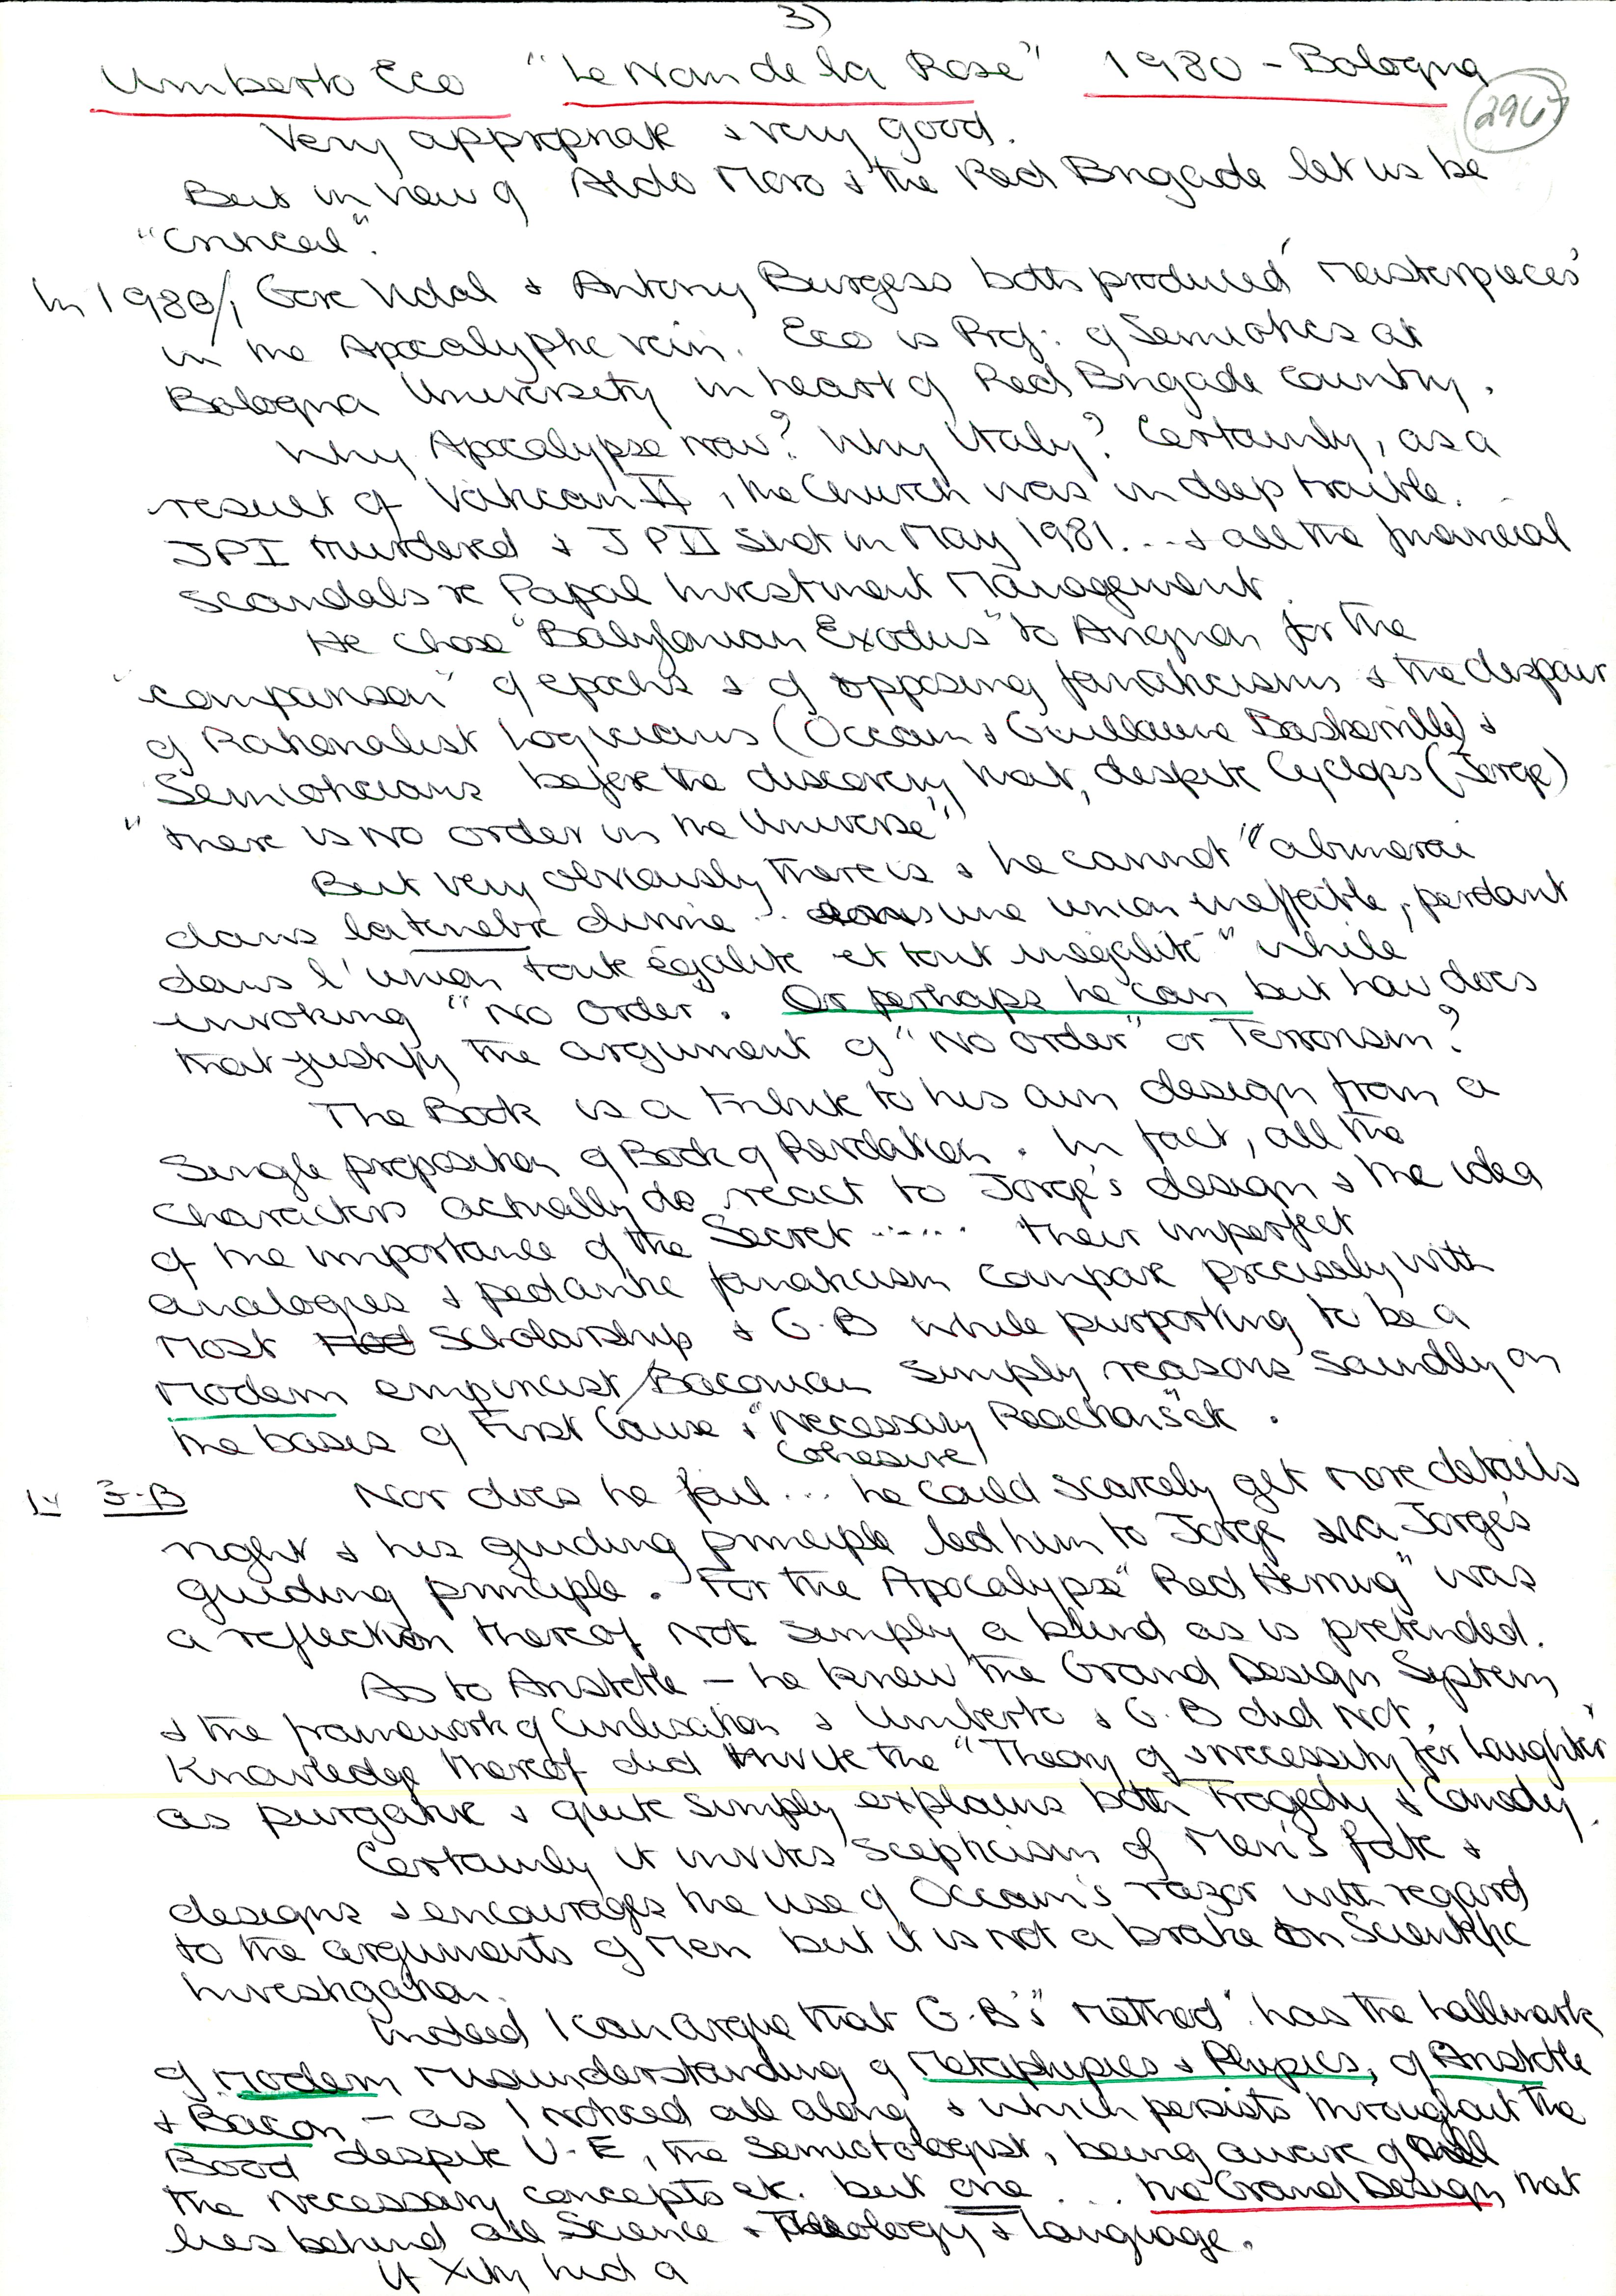 3)
Umberto Eco "Le Nom de la Rose" 1980 - Bologna
296
Very appropriate & very good.
But in view of Aldo Moro & the Red Brigade let us be
"Critical".
In 1980/1 Gore Vidal & Antony Burgess both produced 'Masterpieces'
in the Apocalyptic vein. Eco is Prof: of Semiotics at
Bologna University in heart of Red Brigade Country.
Why Apocalypse now? Why Italy? Certainly, as a
result of Vatican II, the Church was in deep trouble.
JPI Murdered & JPII Shot in May 1981... & all the financial
scandals re Papal Investment Management.
He chose "Babylonian Exodus" to Avignon for the
"comparison" of epochs & of opposing fanaticisms & the despair
of Rationalist Logicians (Occam & Guillaume Baskerville) &
Semioticians before the discovery that, despite Cyclops (Jorge)
"there is no order in the Universe"
But very obviously there is & he cannot "abimerai
dans la tenebre divine .. dans une union ineffable, perdant
dans l'union toute égalité et tout inégalité" while
invoking "No Order". Or perhaps he can but how does
that justify the argument of "No order" or Terrorism?
The Book is a tribute to his own design from a
Single proposition of Book of Revelation. In fact, all the
characters actually do react to Jorge's design & the idea
of the importance of the Secret ...... their imperfect
analogies & pedantic fanaticism compare precisely with
most scholarship & G.B while purporting to be a
Modern empiricist/Baconian simply reasons soundly on
the basis of First Cause & "Necessary Reactions" etc.
Cohesive
3-B Nor does he fail... he could scarcely get more details
right & his guiding principle led him to Jorge via Jorge's
guiding principle. For the Apocalypse "Red Herring" was
a reflection thereof not simply a blind as is pretended.
As to Aristotle - he knew the Grand Design System
& the framework of Civilisation & Umberto & G.B did not.
Knowledge thereof did invite the "Theory of necessity for Laughter"
as purgative & quite simply explains both Tragedy & Comedy.
Certainly it invites scepticism of Men's fate &
designs & encourages the use of Occam's razor with regard
to the arguments of Men but it is not a brake on Scientific
Investigation.
Indeed I can argue that G.B's "Method" has the hallmark
of Modern Misunderstanding of Metaphysics & Physics, of Aristotle
& Bacon - as I noticed all along & which persists throughout the
Book despite U.E, the Semiotologist, being aware of all
the necessary concepts etc. but one ... the Grand Design that
lies behind all Science & Theology & Language.
If Xity had a